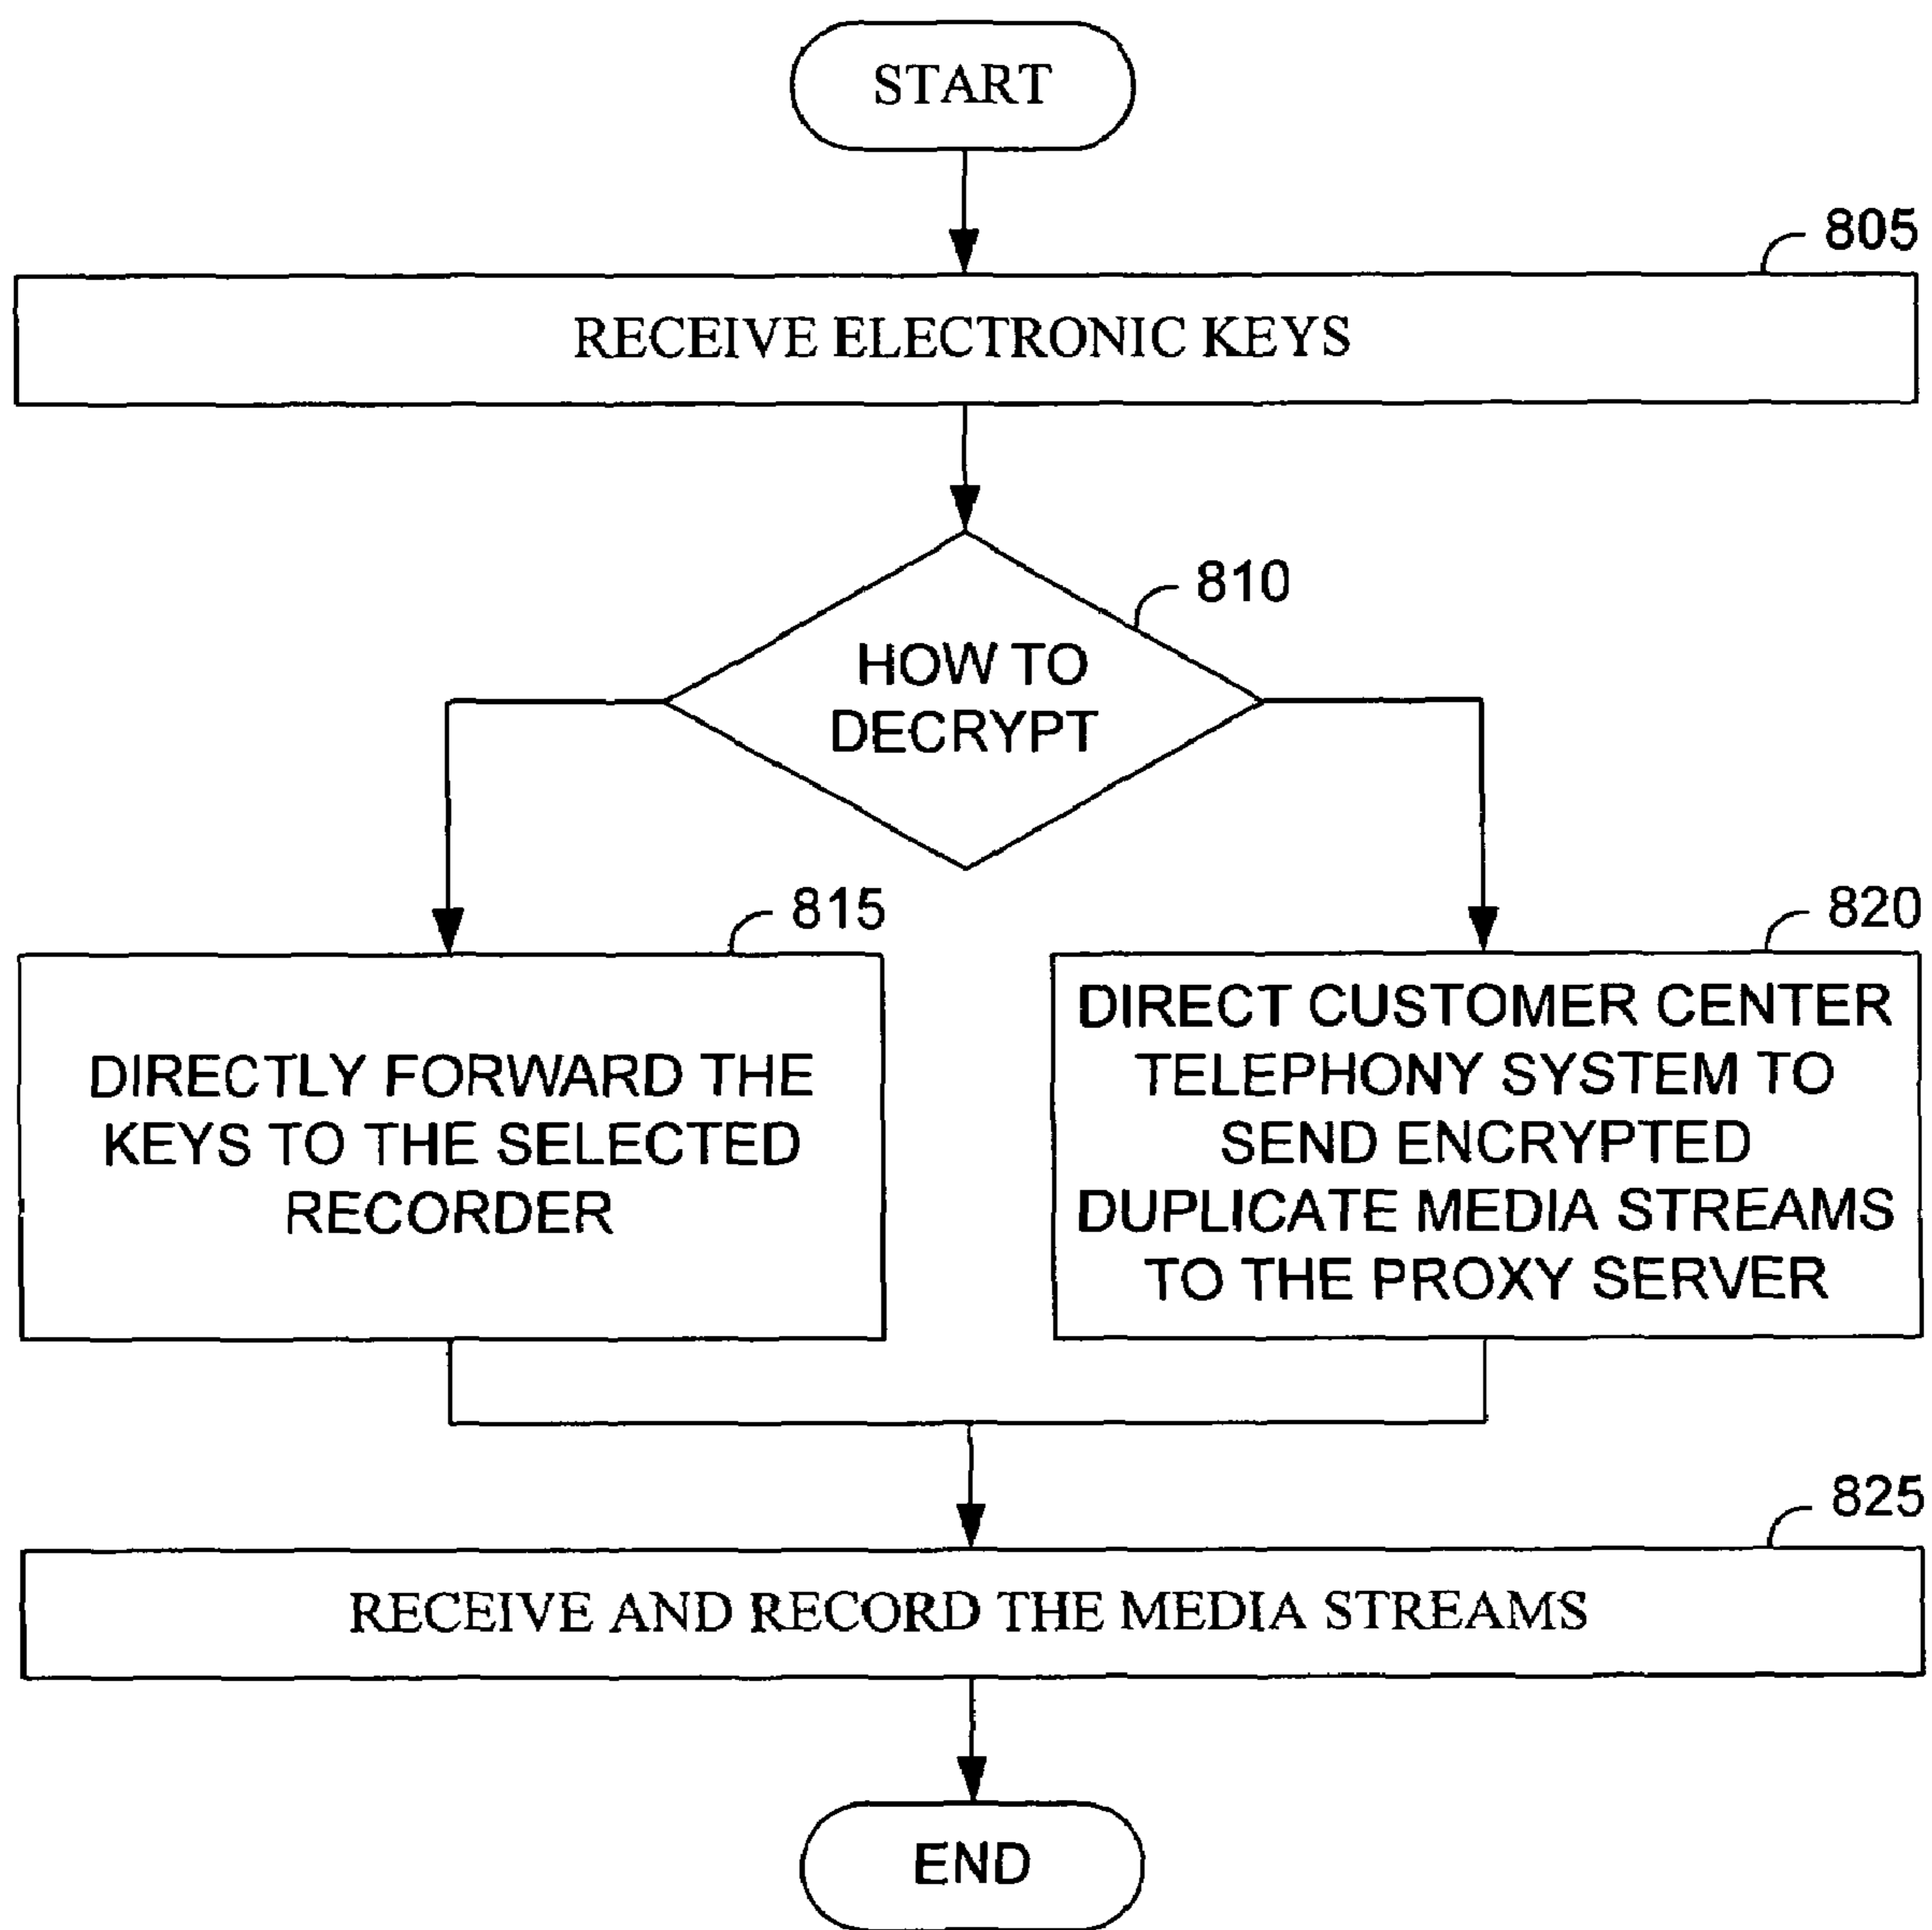 START
805
RECEIVE ELECTRONIC KEYS
810
HOW TO
DECRYPT
815
DIRECTLY FORWARD THE
KEYS TO THE SELECTED
RECORDER
820
DIRECT CUSTOMER CENTER
TELEPHONY SYSTEM TO
SEND ENCRYPTED
DUPLICATE MEDIA STREAMS
TO THE PROXY SERVER
825
RECEIVE AND RECORD THE MEDIA STREAMS
END